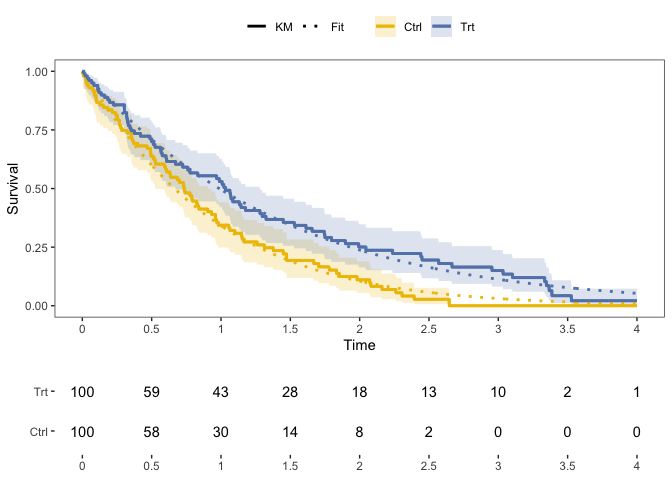 KM Fit Ctrl Trt
1.00
0.75
0.50
0.25
0.00
Survival
0 0.5 1 1.5 2 2.5 3 3.5 4
Time
Trt 100 59 43 28 18 13 10 2 1
Ctrl 100 58 30 14 8 2 0 0 0
0 0.5 1 1.5 2 2.5 3 3.5 4